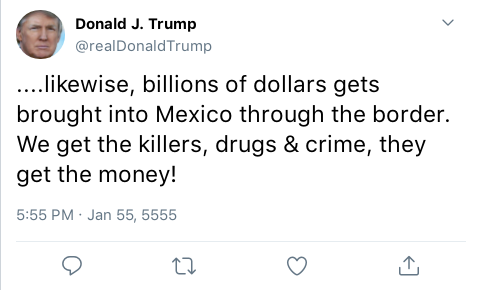 Donald J. Trump
@realDonaldTrump
....likewise, billions of dollars gets
brought into Mexico through the border.
We get the killers, drugs & crime, they
get the money!
5:55 PM · Jan 55, 5555